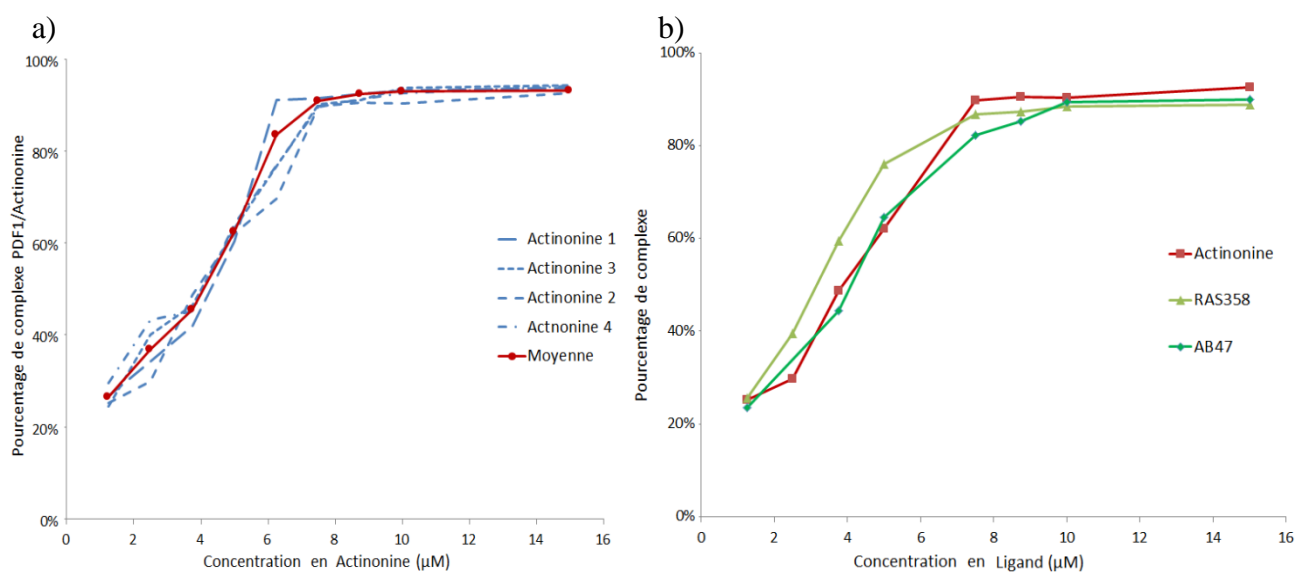 a)
Pourcentage de complexe PDF1/Actinonine
100%
80%
60%
40%
20%
0%
0 2 4 6 8 10 12 14 16
Concentration en Actinonine (µM)
Actinonine 1
Actinonine 3
Actinonine 2
Actnonine 4
Moyenne
b)
Pourcentage de complexe
100%
80%
60%
40%
20%
0%
0 2 4 6 8 10 12 14 16
Concentration en Ligand (µM)
Actinonine
RAS358
AB47